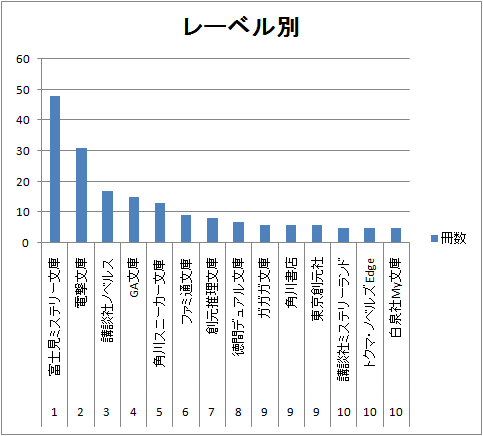 レーベル別
60
50
40
30
20
10
0
富士見ミステリー文庫
電撃文庫
講談社ノベルス
GA文庫
角川スニーカー文庫
ファミ通文庫
創元推理文庫
徳間デュアル文庫
ガガガ文庫
角川書店
東京創元社
講談社ミステリーランド
トクマ・ノベルズEdge
白泉社My文庫
1 2 3 4 5 6 7 8 9 9 9 10 10 10
冊数